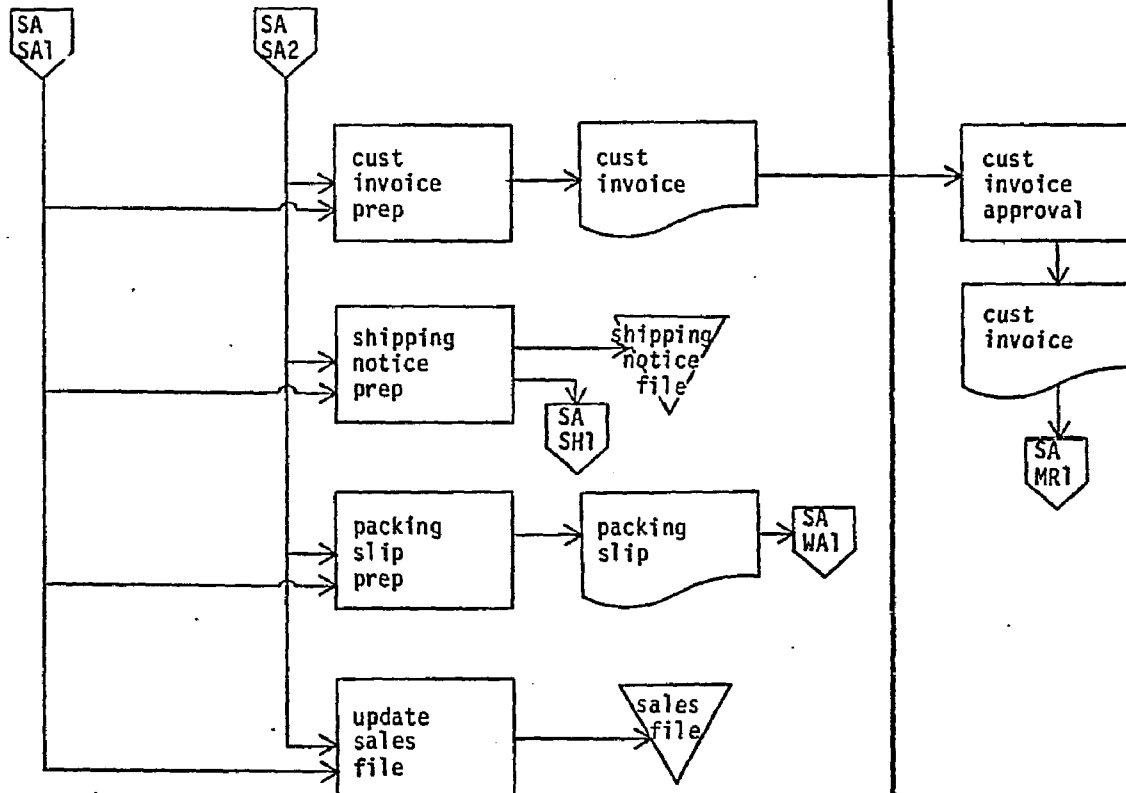 SA
SA1
SA
SA2
cust
invoice
prep
cust
invoice
cust
invoice
approval
cust
invoice
SA
MR1
shipping
notice
prep
shipping
notice
file
SA
SH1
packing
slip
prep
packing
slip
SA
WA1
update
sales
file
sales
file